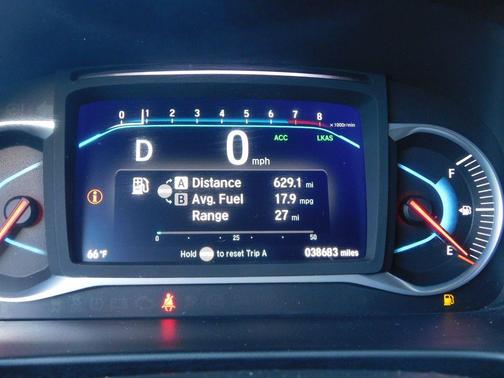 0 1 2 3 4 5 6 7 8 x 1000r/min
D 0 mph ACC LKAS
A Distance 629.1 mi
B Avg. Fuel 17.9 mpg
Range 27 mi
0 25 50
66°F Hold to reset Trip A 038683 miles
F
E